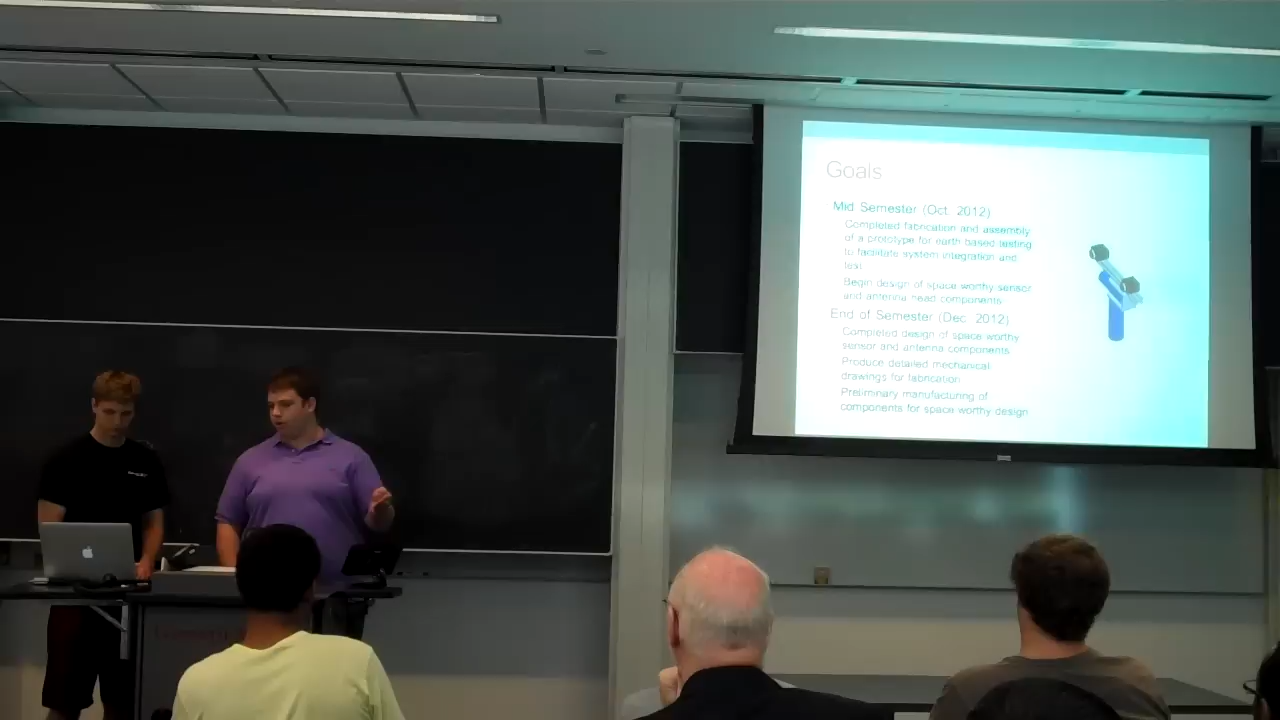 Goals
Mid Semester (Oct. 2012)
Completed fabrication and assembly
of a prototype for earth based testing
to facilitate system integration and
test
Begin design of space worthy sensor
and antenna head components
End of Semester (Dec. 2012)
Completed design of space worthy
sensor and antenna components
Produce detailed mechanical
drawings for fabrication
Preliminary manufacturing of
components for space worthy design